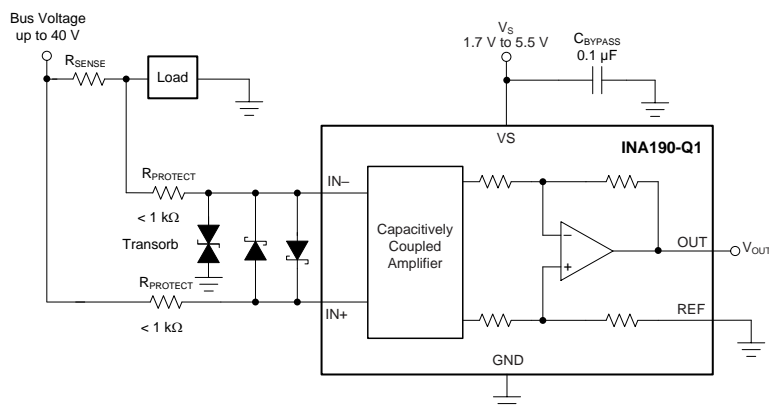 Bus Voltage
up to 40 V
RSENSE
Load
VS
1.7 V to 5.5 V
CBYPASS
0.1 µF
VS
INA190-Q1
RPROTECT
< 1 kΩ
IN–
Transorb
Capacitively
Coupled
Amplifier
–
+
OUT
VOUT
RPROTECT
< 1 kΩ
IN+
REF
GND